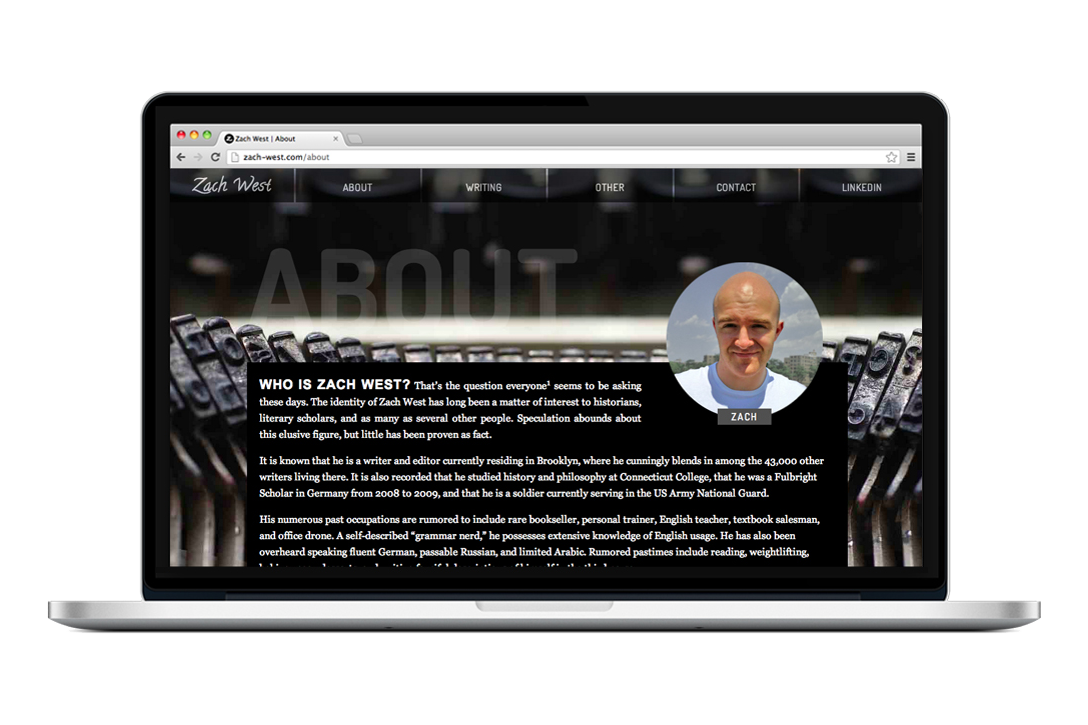 Zach West | About
zach-west.com/about
Zach West ABOUT WRITING OTHER CONTACT LINKEDIN
ABOUT
ZACH
WHO IS ZACH WEST? That's the question everyone¹ seems to be asking
these days. The identity of Zach West has long been a matter of interest to historians,
literary scholars, and as many as several other people. Speculation abounds about
this elusive figure, but little has been proven as fact.
It is known that he is a writer and editor currently residing in Brooklyn, where he cunningly blends in among the 43,000 other
writers living there. It is also recorded that he studied history and philosophy at Connecticut College, that he was a Fulbright
Scholar in Germany from 2008 to 2009, and that he is a soldier currently serving in the US Army National Guard.
His numerous past occupations are rumored to include rare bookseller, personal trainer, English teacher, textbook salesman,
and office drone. A self-described “grammar nerd,” he possesses extensive knowledge of English usage. He has also been
overheard speaking fluent German, passable Russian, and limited Arabic. Rumored pastimes include reading, weightlifting,